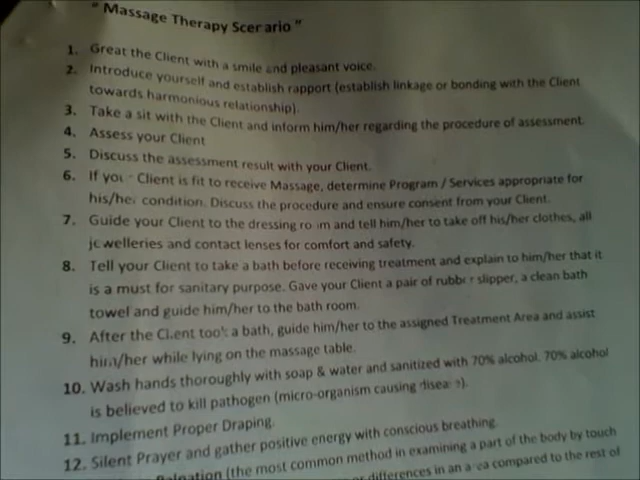 " Massage Therapy Scenario "
1. Great the Client with a smile and pleasant voice.
2. Introduce yourself and establish rapport (establish linkage or bonding with the Client
towards harmonious relationship).
3. Take a sit with the Client and inform him/her regarding the procedure of assessment.
4. Assess your Client
5. Discuss the assessment result with your Client.
6. If your Client is fit to receive Massage, determine Program / Services appropriate for
his/her condition. Discuss the procedure and ensure consent from your Client.
7. Guide your Client to the dressing room and tell him/her to take off his/her clothes, all
jewelleries and contact lenses for comfort and safety.
8. Tell your Client to take a bath before receiving treatment and explain to him/her that it
is a must for sanitary purpose. Gave your Client a pair of rubber slipper, a clean bath
towel and guide him/her to the bath room.
9. After the Client took a bath, guide him/her to the assigned Treatment Area and assist
him/her while lying on the massage table.
10. Wash hands thoroughly with soap & water and sanitized with 70% alcohol. 70% alcohol
is believed to kill pathogen (micro-organism causing disease).
11. Implement Proper Draping.
12. Silent Prayer and gather positive energy with conscious breathing.
Palpation (the most common method in examining a part of the body by touch
or differences in an area compared to the rest of